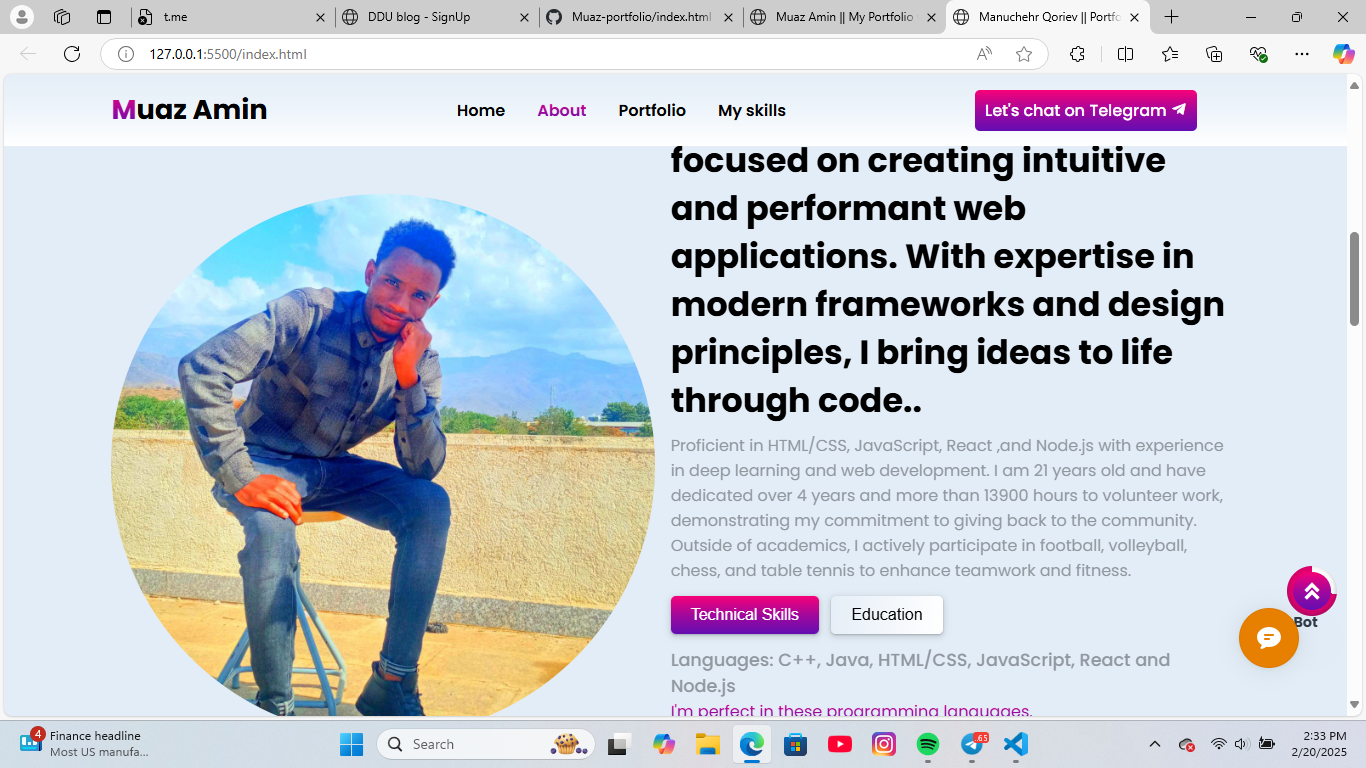 t.me
DDU blog - SignUp
Muaz-portfolio/index.html
Muaz Amin || My Portfolio
Manuchehr Qoriev || Portfo
127.0.0.1:5500/index.html
Muaz Amin
Home
About
Portfolio
My skills
Let's chat on Telegram
focused on creating intuitive
and performant web
applications. With expertise in
modern frameworks and design
principles, I bring ideas to life
through code..
Proficient in HTML/CSS, JavaScript, React ,and Node.js with experience
in deep learning and web development. I am 21 years old and have
dedicated over 4 years and more than 13900 hours to volunteer work,
demonstrating my commitment to giving back to the community.
Outside of academics, I actively participate in football, volleyball,
chess, and table tennis to enhance teamwork and fitness.
Technical Skills
Education
Bot
Languages: C++, Java, HTML/CSS, JavaScript, React and
Node.js
I'm perfect in these programming languages.
4
Finance headline
Most US manufa...
Search
65
2:33 PM
2/20/2025